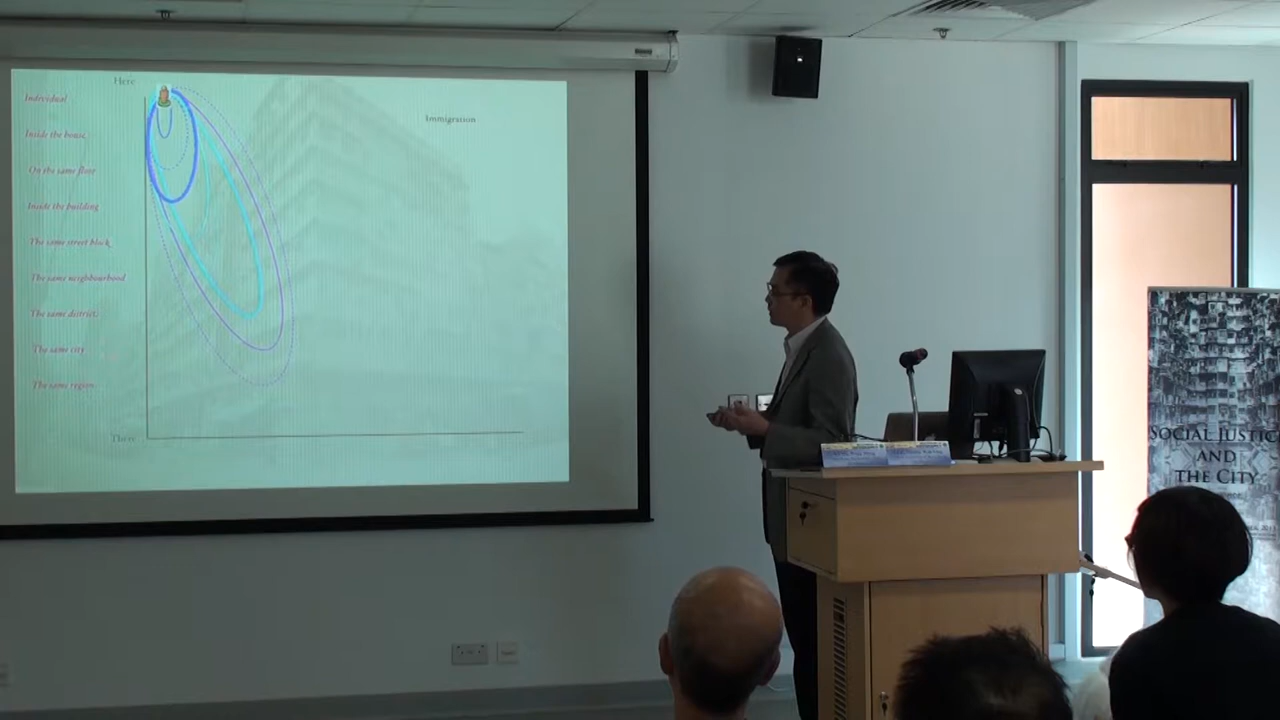 Here
Individual
Immigration
Inside the house
On the same floor
Inside the building
The same street block
The same neighbourhood
The same district
The same city
The same region
There
SOCIAL JUSTIC
AND
THE CITY